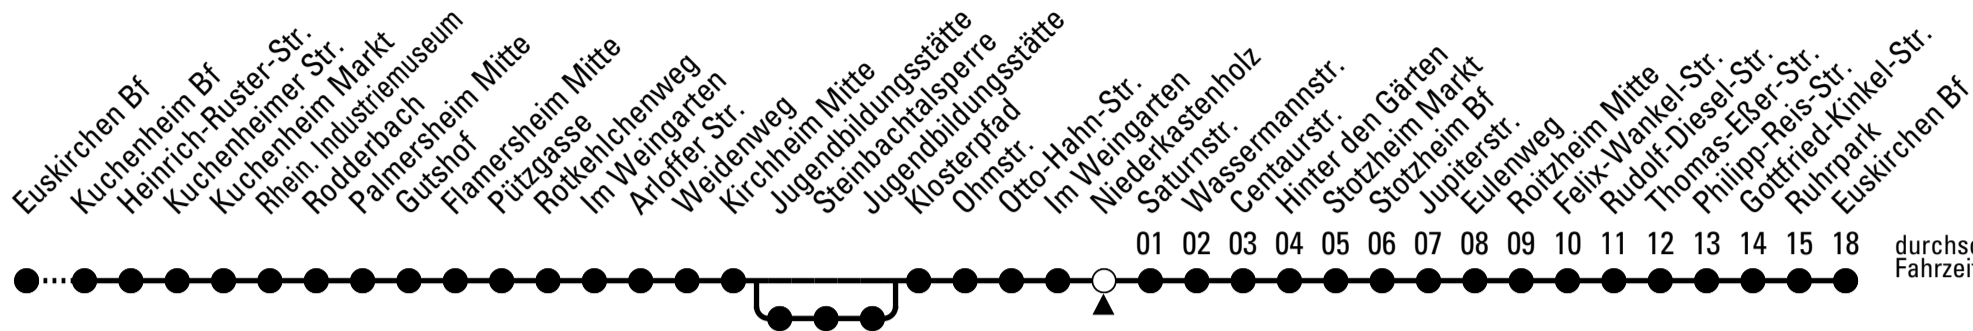 Euskirchen Bf
Kuchenheim Bf
Heinrich-Ruster-Str.
Kuchenheimer Str.
Kuchenheim Markt
Rhein. Industriemuseum
Rodderbach
Palmersheim Mitte
Gutshof
Flamersheim Mitte
Pützgasse
Rotkehlchenweg
Im Weingarten
Arloffer Str.
Weidenweg
Kirchheim Mitte
Jugendbildungsstätte
Steinbachtalsperre
Jugendbildungsstätte
Klosterpfad
Ohmstr.
Otto-Hahn-Str.
Im Weingarten
Niederkastenholz
Saturnstr.
Wassermannstr.
Centaurstr.
Hinter den Gärten
Stotzheim Markt
Stotzheim Bf
Jupiterstr.
Eulenweg
Roitzheim Mitte
Felix-Wankel-Str.
Rudolf-Diesel-Str.
Thomas-Eßer-Str.
Philipp-Reis-Str.
Gottfried-Kinkel-Str.
Ruhrpark
Euskirchen Bf
01 02 03 04 05 06 07 08 09 10 11 12 13 14 15 18